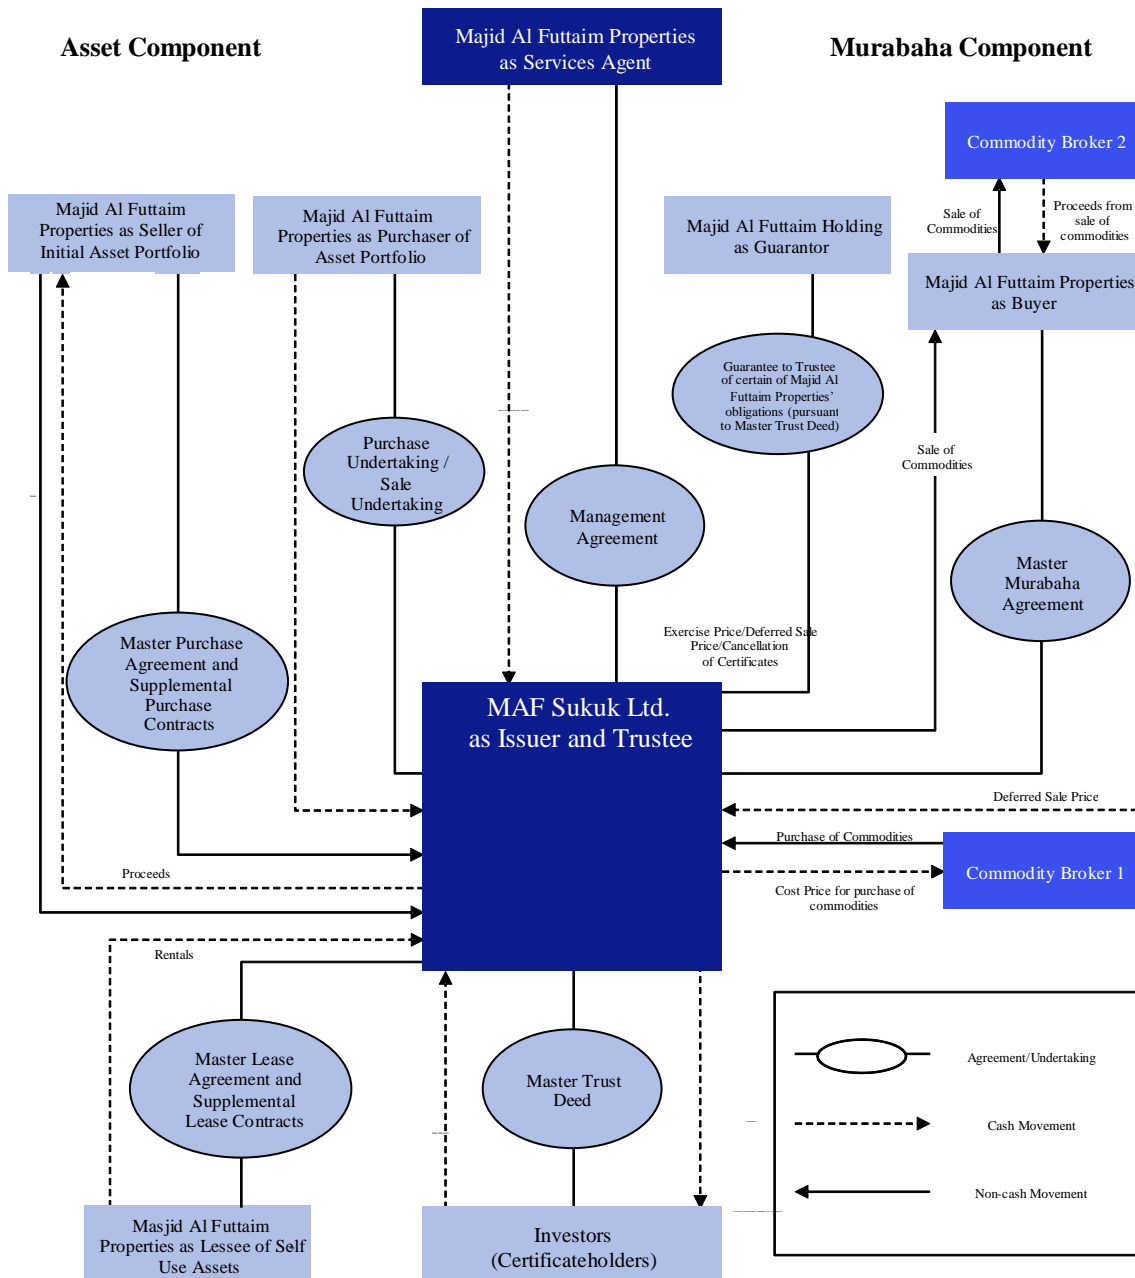 Asset Component
Majid Al Futtaim Properties
as Services Agent
Murabaha Component
Commodity Broker 2
Majid Al Futtaim
Properties as Seller of
Initial Asset Portfolio
Majid Al Futtaim
Properties as Purchaser of
Asset Portfolio
Majid Al Futtaim Holding
as Guarantor
Sale of
Commodities
Proceeds from
sale of
commodities
Majid Al Futtaim Properties
as Buyer
Guarantee to Trustee
of certain of Majid Al
Futtaim Properties'
obligations (pursuant
to Master Trust Deed)
Purchase
Undertaking /
Sale
Undertaking
Sale of
Commodities
Management
Agreement
Master
Murabaha
Agreement
Master Purchase
Agreement and
Supplemental
Purchase
Contracts
Exercise Price/Deferred Sale
Price/Cancellation
of Certificates
MAF Sukuk Ltd.
as Issuer and Trustee
Deferred Sale Price
Purchase of Commodities
Commodity Broker 1
Cost Price for purchase of
commodities
Proceeds
Rentals
Master Lease
Agreement and
Supplemental
Lease Contracts
Master Trust
Deed
Agreement/Undertaking
Cash Movement
Non-cash Movement
Masjid Al Futtaim
Properties as Lessee of Self
Use Assets
Investors
(Certificateholders)